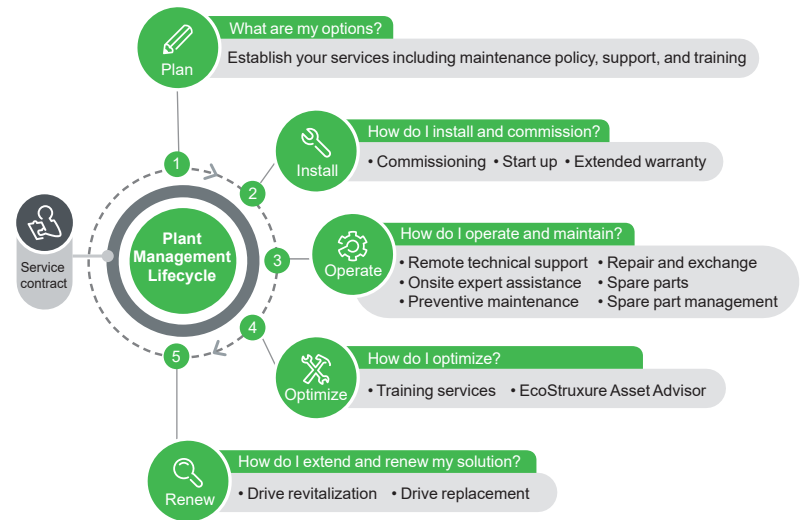 What are my options?
Plan
Establish your services including maintenance policy, support, and training
1
How do I install and commission?
Install
• Commissioning • Start up • Extended warranty
2
Service
contract
Plant
Management
Lifecycle
3
How do I operate and maintain?
Operate
• Remote technical support • Repair and exchange
• Onsite expert assistance • Spare parts
• Preventive maintenance • Spare part management
4
How do I optimize?
Optimize
• Training services • EcoStruxure Asset Advisor
5
How do I extend and renew my solution?
Renew
• Drive revitalization • Drive replacement